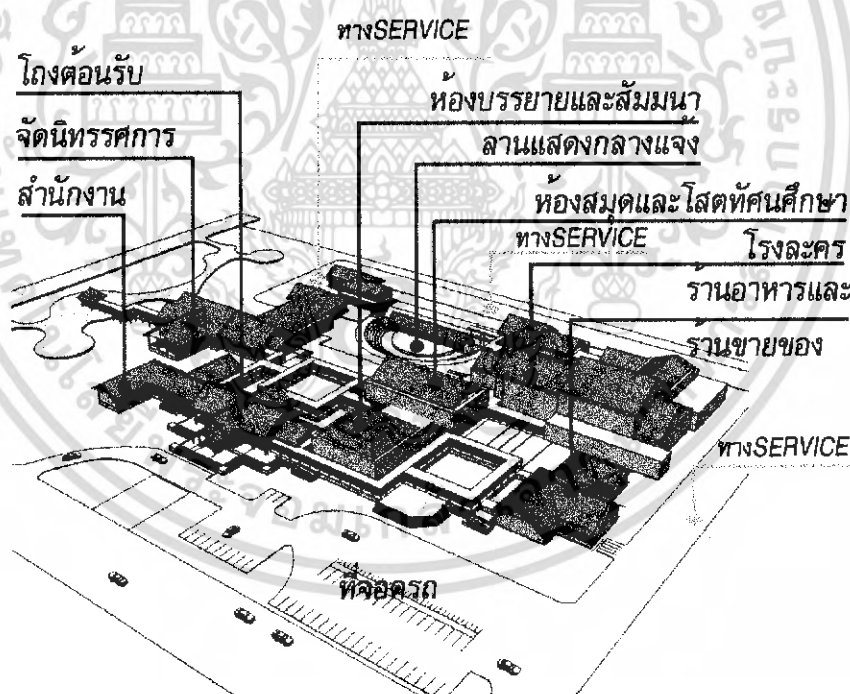 ทางSERVICE
โถงต้อนรับ
จัดนิทรรศการ
สำนักงาน
ห้องบรรยายและสัมมนา
ลานแสดงกลางแจ้ง
ห้องสมุดและโสตทัศนศึกษา
ทางSERVICE
โรงละคร
ร้านอาหารและ
ร้านขายของ
ทางSERVICE
ที่จอดรถ